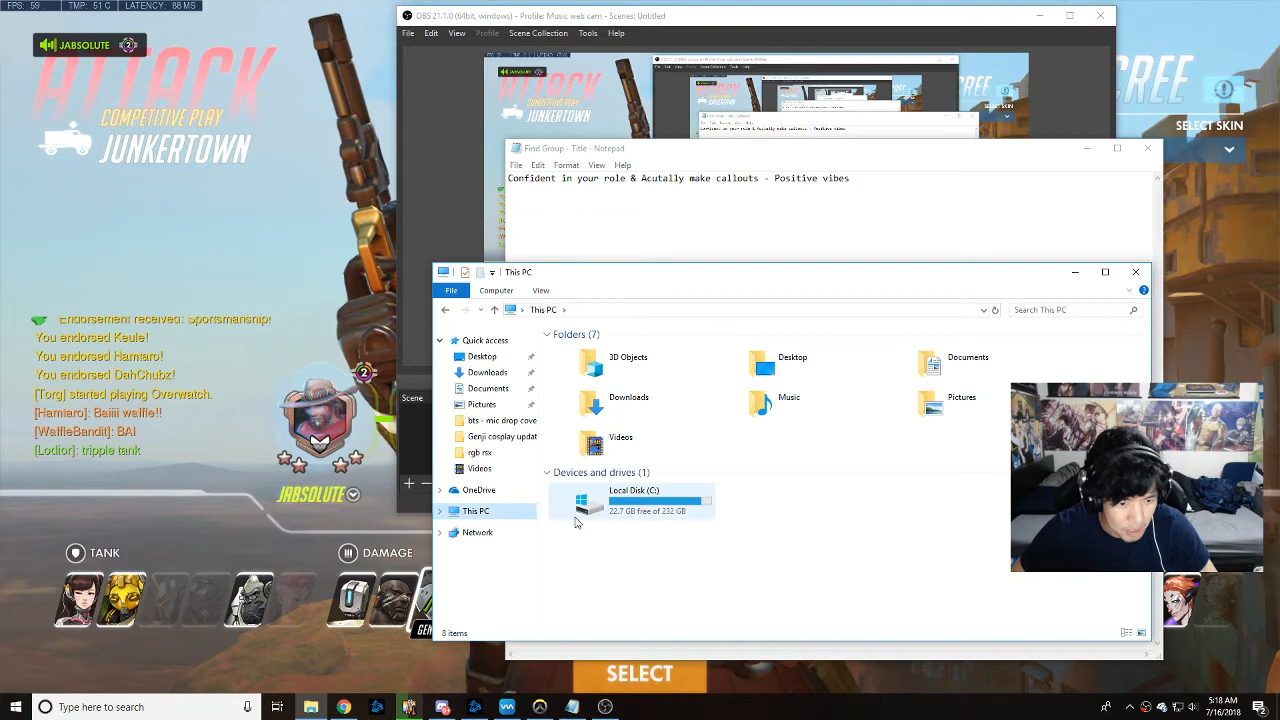 FPS: 59 . TMP: 51 C . LATENCY: 88 MS .
JABSOLUTE 2
ATTACK
COMPETITIVE PLAY
JUNKERTOWN
FREE
SELECT SKIN
OBS 21.1.0 (64bit, windows) - Profile: Music web cam - Scenes: Untitled
File Edit View Profile Scene Collection Tools Help
Find Group - Title - Notepad
File Edit Format View Help
Confident in your role & Acutally make callouts - Positive vibes
This PC
File Computer View
This PC
Search This PC
Quick access
Desktop
Downloads
Documents
Pictures
bts - mic drop cove
Genji cosplay updat
rgb rsx
Videos
OneDrive
This PC
Network
Folders (7)
3D Objects
Desktop
Documents
Downloads
Music
Pictures
Videos
Devices and drives (1)
Local Disk (C:)
22.7 GB free of 232 GB
8 items
Scene
Endorsement received: Sportsmanship!
You endorsed Keule!
You endorsed Hamtaro!
You endorsed DahChubz!
[Torg] started playing Overwatch.
[Hamtaro]: Baiiii waffle!!
[WaffleBandit]: BAI
[Lodior]: tripple tank
2
JABSOLUTE
TANK
DAMAGE
GEN
SELECT
Type here to search
5:18 AM
7/16/2018
2